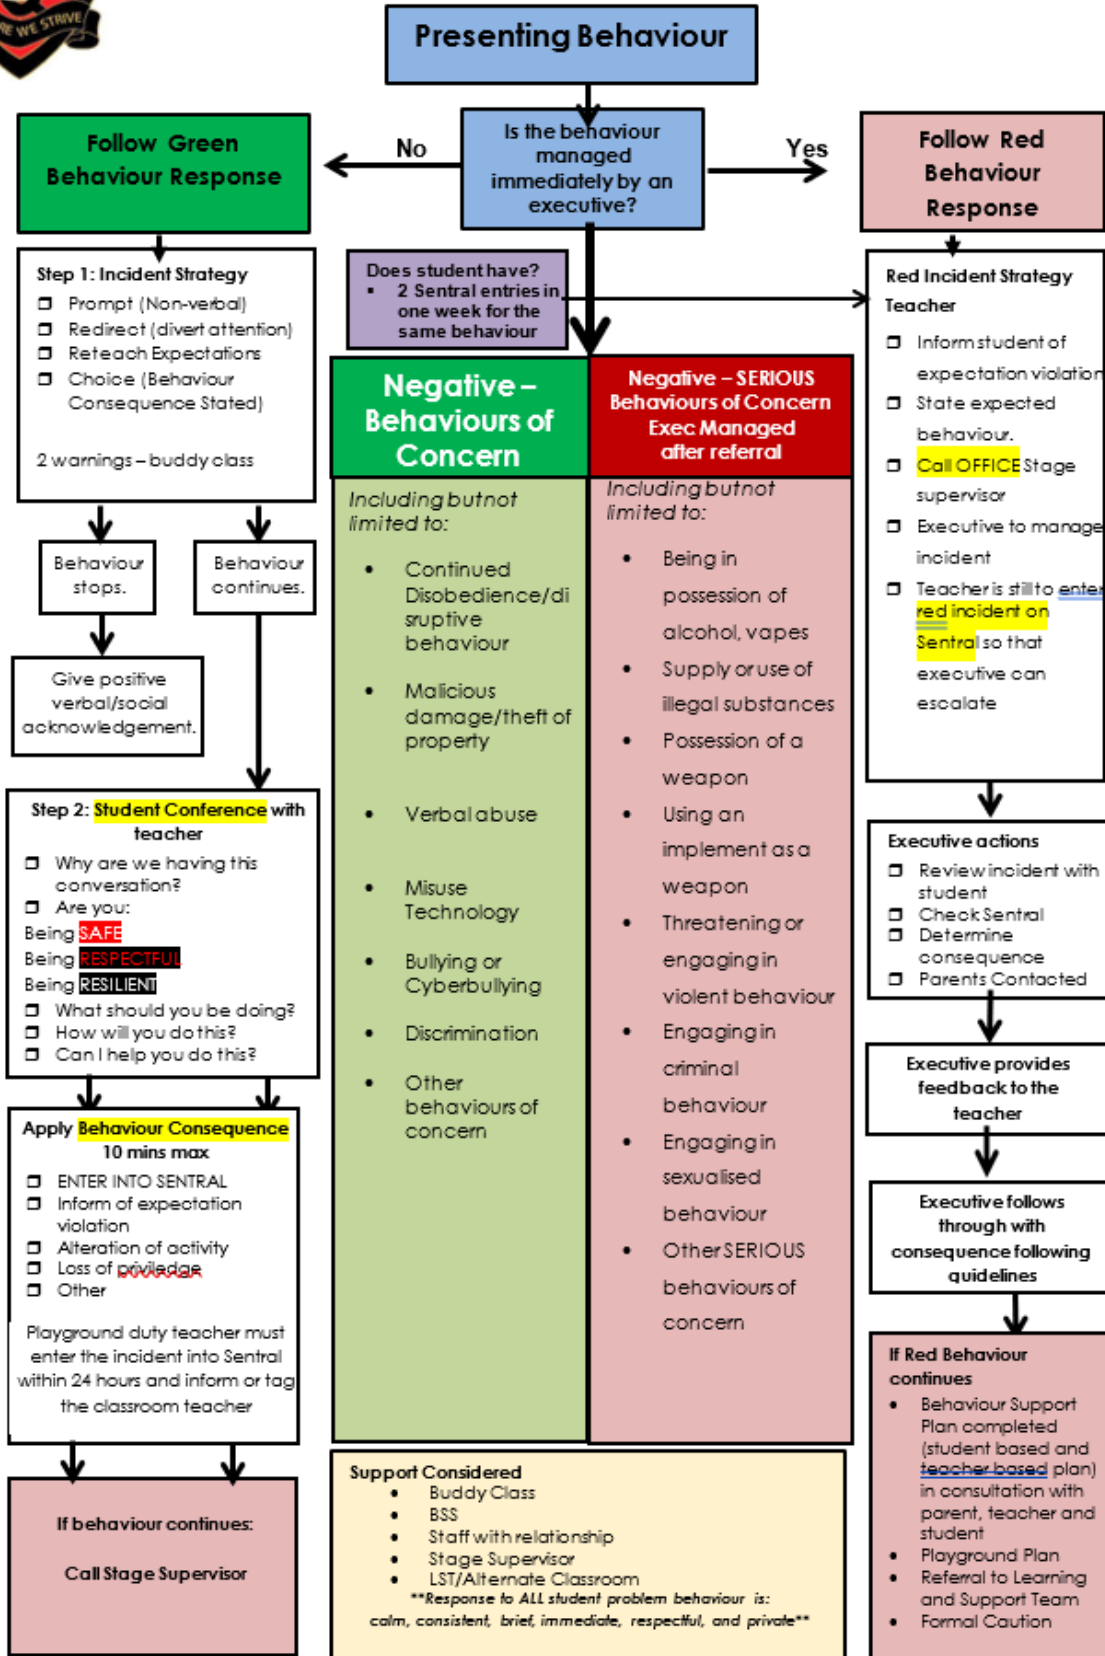 RE WE STRIVE
Presenting Behaviour
Is the behaviour
managed
immediately by an
executive?
No
Yes
Follow Green
Behaviour Response
Step 1: Incident Strategy
Prompt (Non-verbal)
Redirect (divert attention)
Reteach Expectations
Choice (Behaviour
Consequence Stated)
2 warnings – buddy class
Behaviour
stops.
Behaviour
continues.
Give positive
verbal/social
acknowledgement.
Step 2: Student Conference with
teacher
Why are we having this
conversation?
Are you:
Being SAFE
Being RESPECTFUL
Being RESILIENT
What should you be doing?
How will you do this?
Can I help you do this?
Apply Behaviour Consequence
10 mins max
ENTER INTO SENTRAL
Inform of expectation
violation
Alteration of activity
Loss of priviledge
Other
Playground duty teacher must
enter the incident into Sentral
within 24 hours and inform or tag
the classroom teacher
If behaviour continues:
Call Stage Supervisor
Does student have?
2 Sentral entries in
one week for the
same behaviour
Negative –
Behaviours of
Concern
Including but not
limited to:
Continued
Disobedience/di
sruptive
behaviour
Malicious
damage/theft of
property
Verbal abuse
Misuse
Technology
Bullying or
Cyberbullying
Discrimination
Other
behaviours of
concern
Negative – SERIOUS
Behaviours of Concern
Exec Managed
after referral
Including but not
limited to:
Being in
possession of
alcohol, vapes
Supply or use of
illegal substances
Possession of a
weapon
Using an
implement as a
weapon
Threatening or
engaging in
violent behaviour
Engaging in
criminal
behaviour
Engaging in
sexualised
behaviour
Other SERIOUS
behaviours of
concern
Support Considered
Buddy Class
BSS
Staff with relationship
Stage Supervisor
LST/Alternate Classroom
**Response to ALL student problem behaviour is:
calm, consistent, brief, immediate, respectful, and private**
Follow Red
Behaviour
Response
Red Incident Strategy
Teacher
Inform student of
expectation violation
State expected
behaviour.
Call OFFICE Stage
supervisor
Executive to manage
incident
Teacher is still to enter
red incident on
Sentral so that
executive can
escalate
Executive actions
Review incident with
student
Check Sentral
Determine
consequence
Parents Contacted
Executive provides
feedback to the
teacher
Executive follows
through with
consequence following
guidelines
If Red Behaviour
continues
Behaviour Support
Plan completed
(student based and
teacher based plan)
in consultation with
parent, teacher and
student
Playground Plan
Referral to Learning
and Support Team
Formal Caution